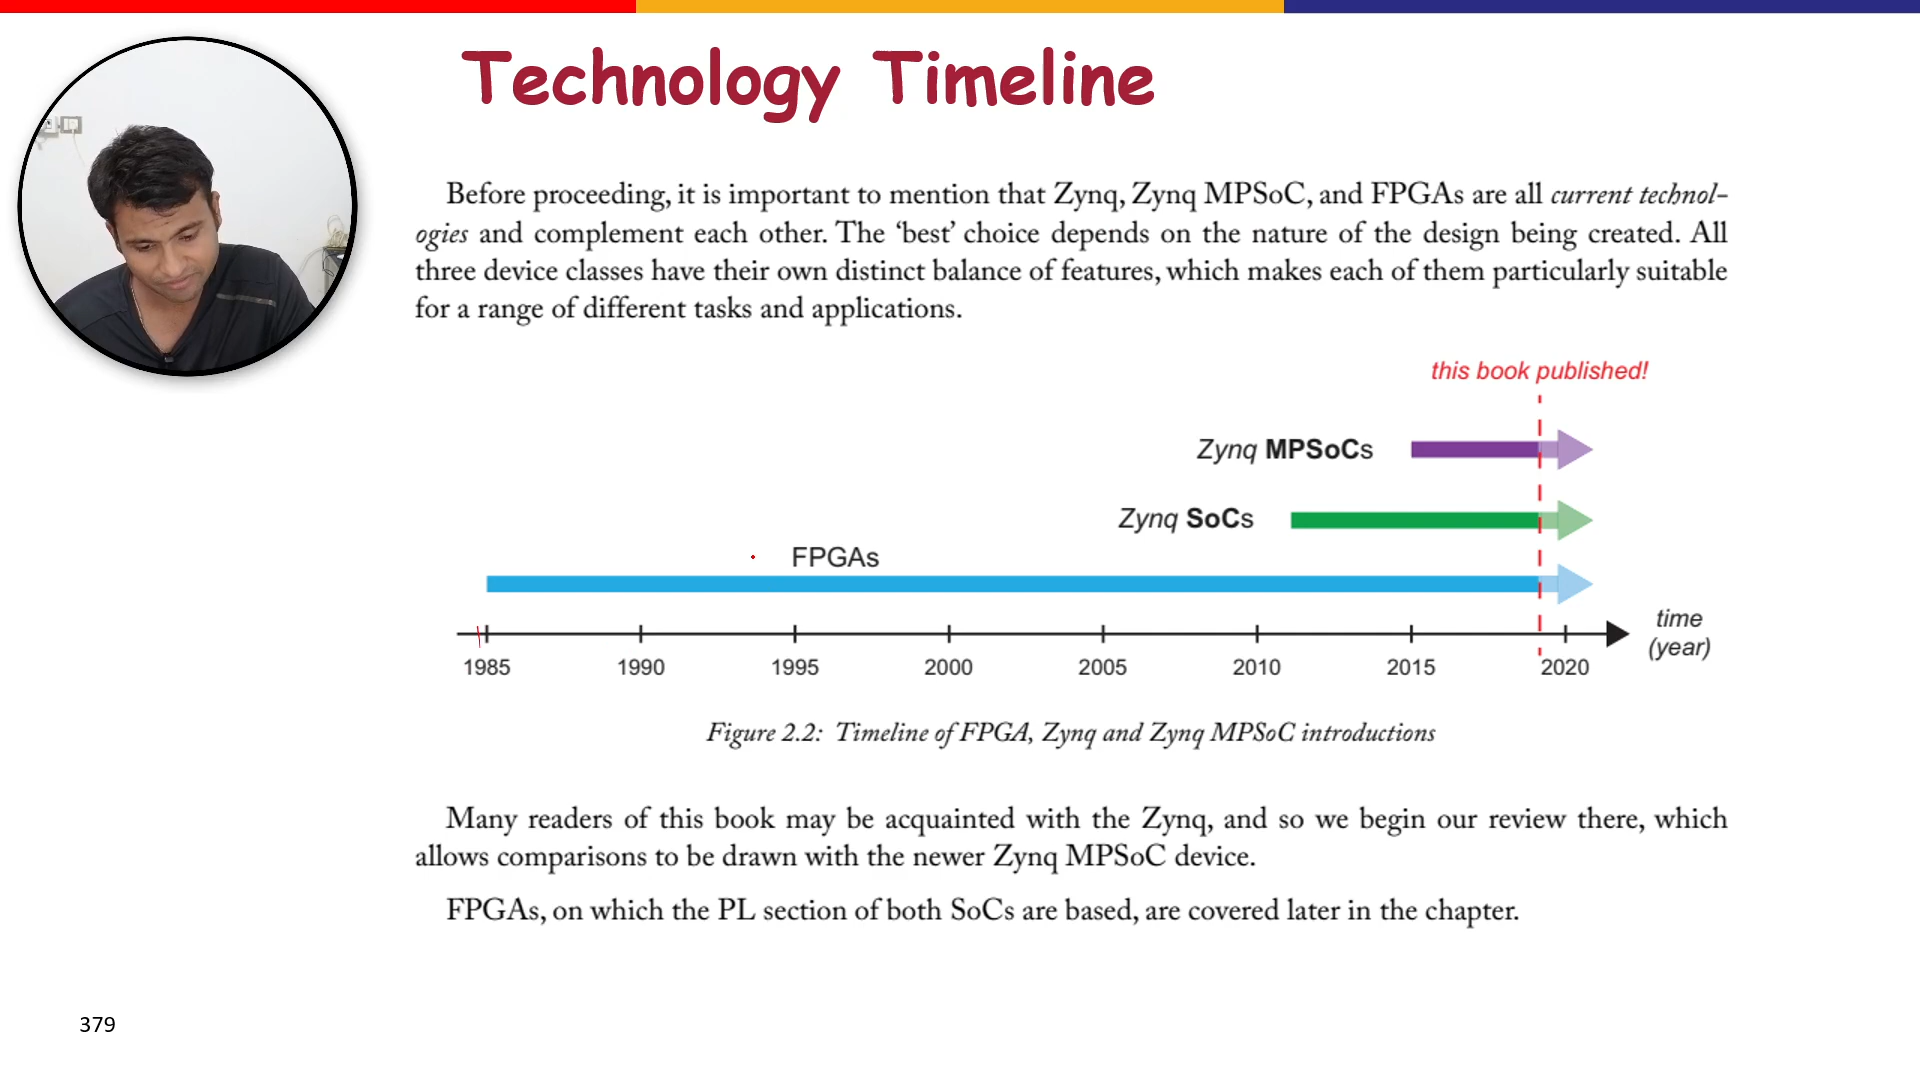 Technology Timeline
Before proceeding, it is important to mention that Zynq, Zynq MPSoC, and FPGAs are all current technol-
ogies and complement each other. The ‘best’ choice depends on the nature of the design being created. All
three device classes have their own distinct balance of features, which makes each of them particularly suitable
for a range of different tasks and applications.
this book published!
Zynq MPSoCs
Zynq SoCs
FPGAs
time
(year)
1985 1990 1995 2000 2005 2010 2015 2020
Figure 2.2: Timeline of FPGA, Zynq and Zynq MPSoC introductions
Many readers of this book may be acquainted with the Zynq, and so we begin our review there, which
allows comparisons to be drawn with the newer Zynq MPSoC device.
FPGAs, on which the PL section of both SoCs are based, are covered later in the chapter.
379